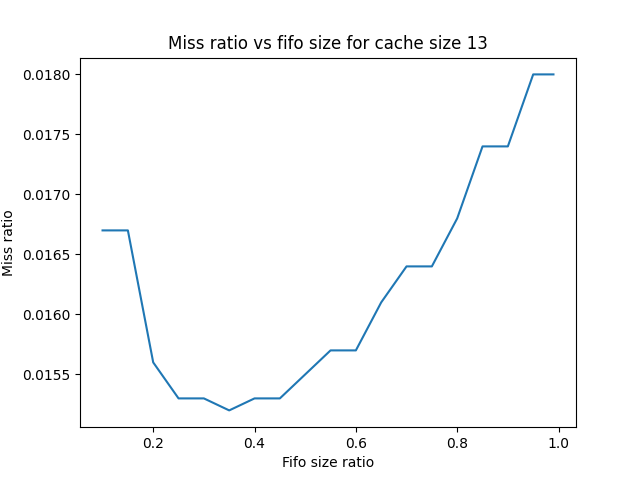 Miss ratio vs fifo size for cache size 13
0.0180
0.0175
0.0170
0.0165
0.0160
0.0155
Miss ratio
0.2 0.4 0.6 0.8 1.0
Fifo size ratio